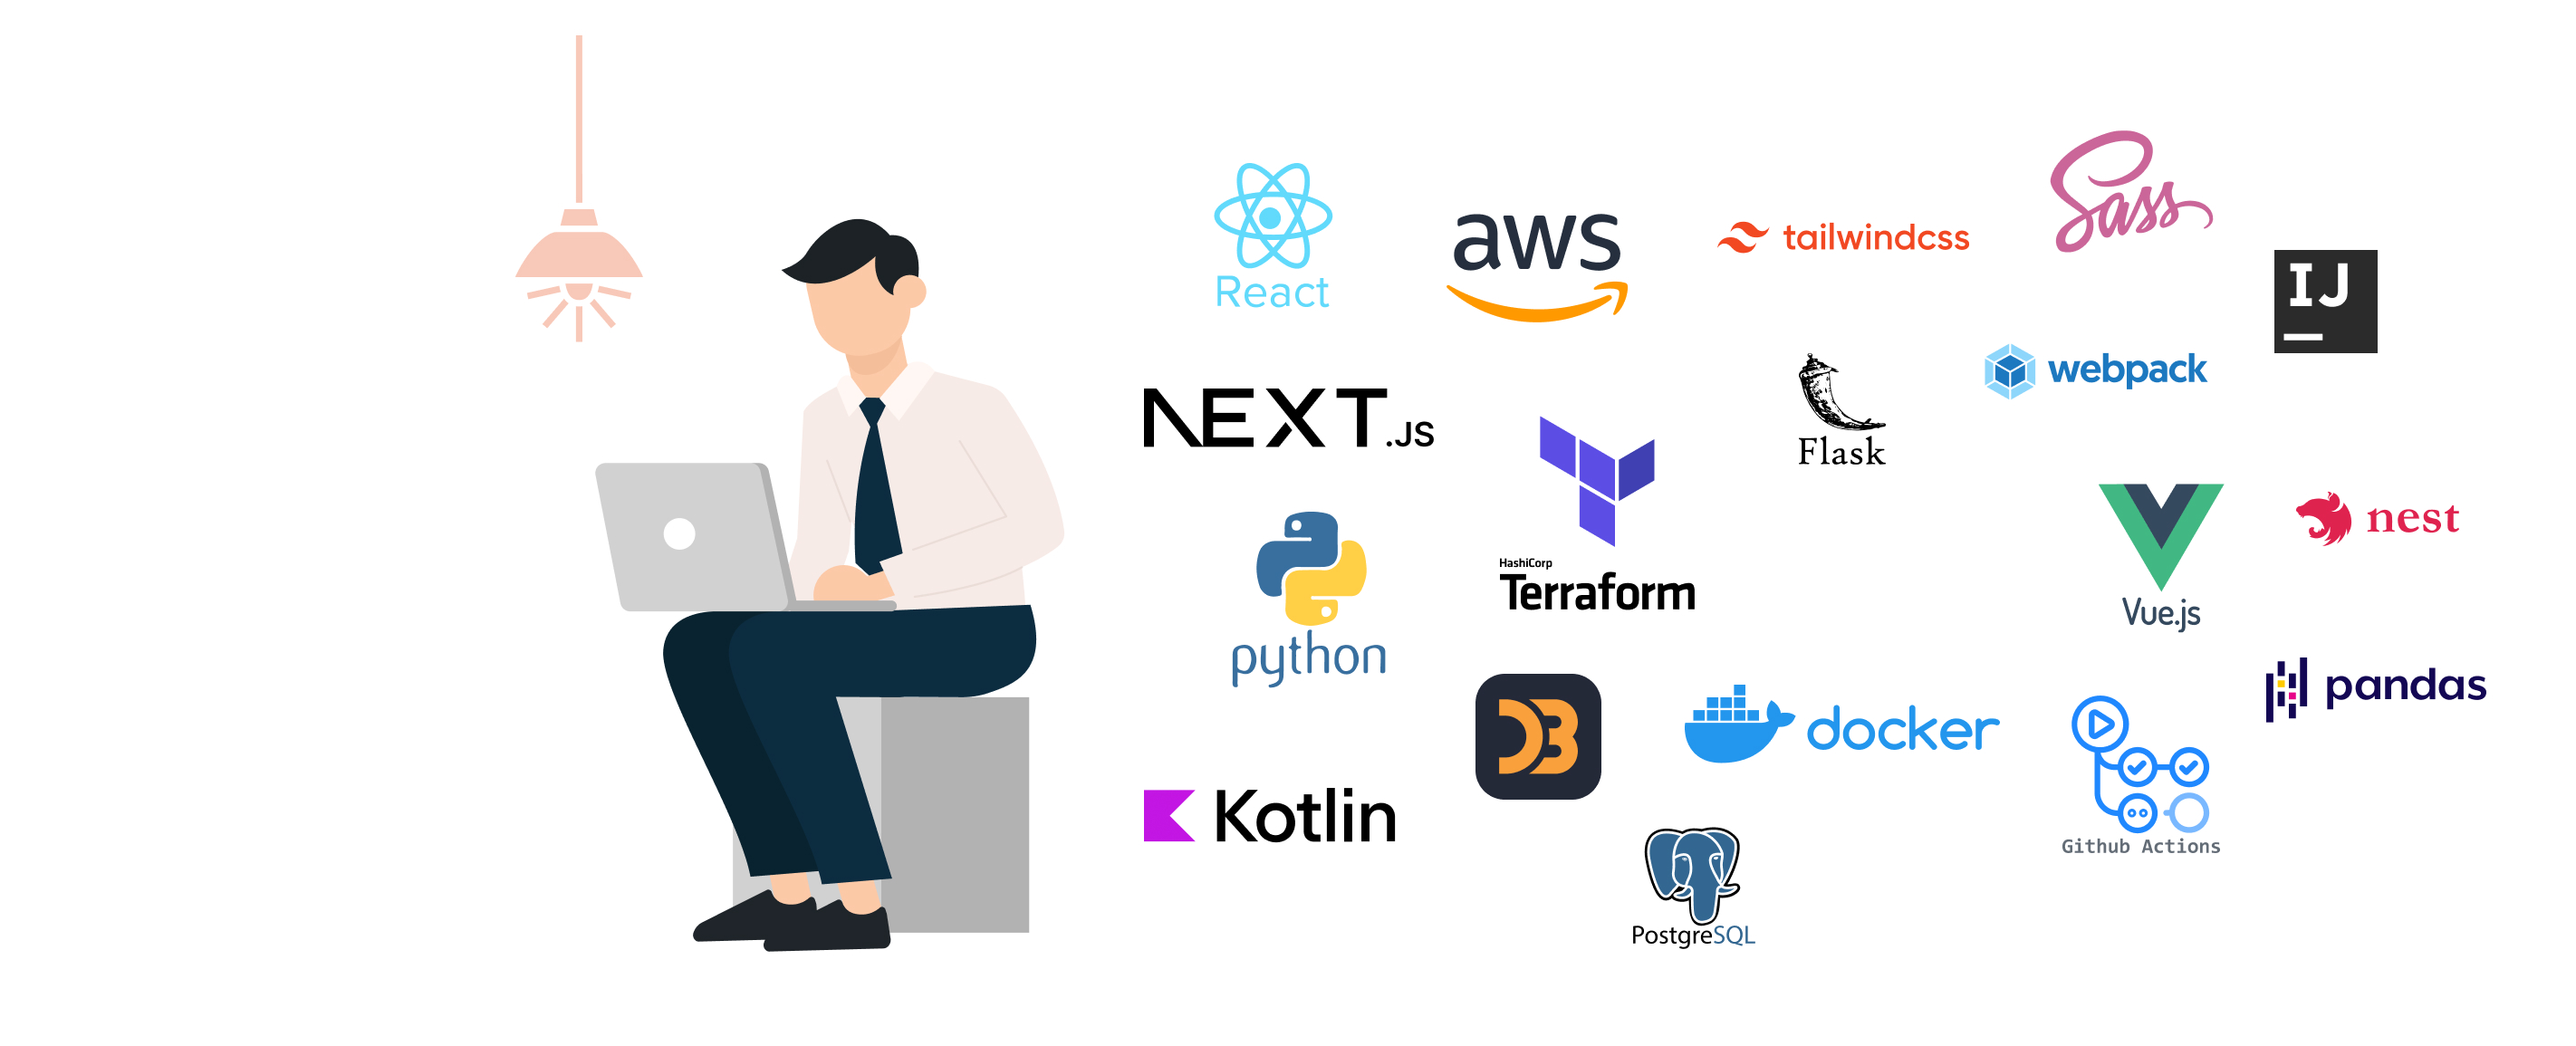 React
aws
tailwindcss
Sass
IJ
NEXT.JS
Flask
webpack
HashiCorp
Terraform
python
Vue.js
nest
D3
docker
pandas
Kotlin
Github Actions
PostgreSQL